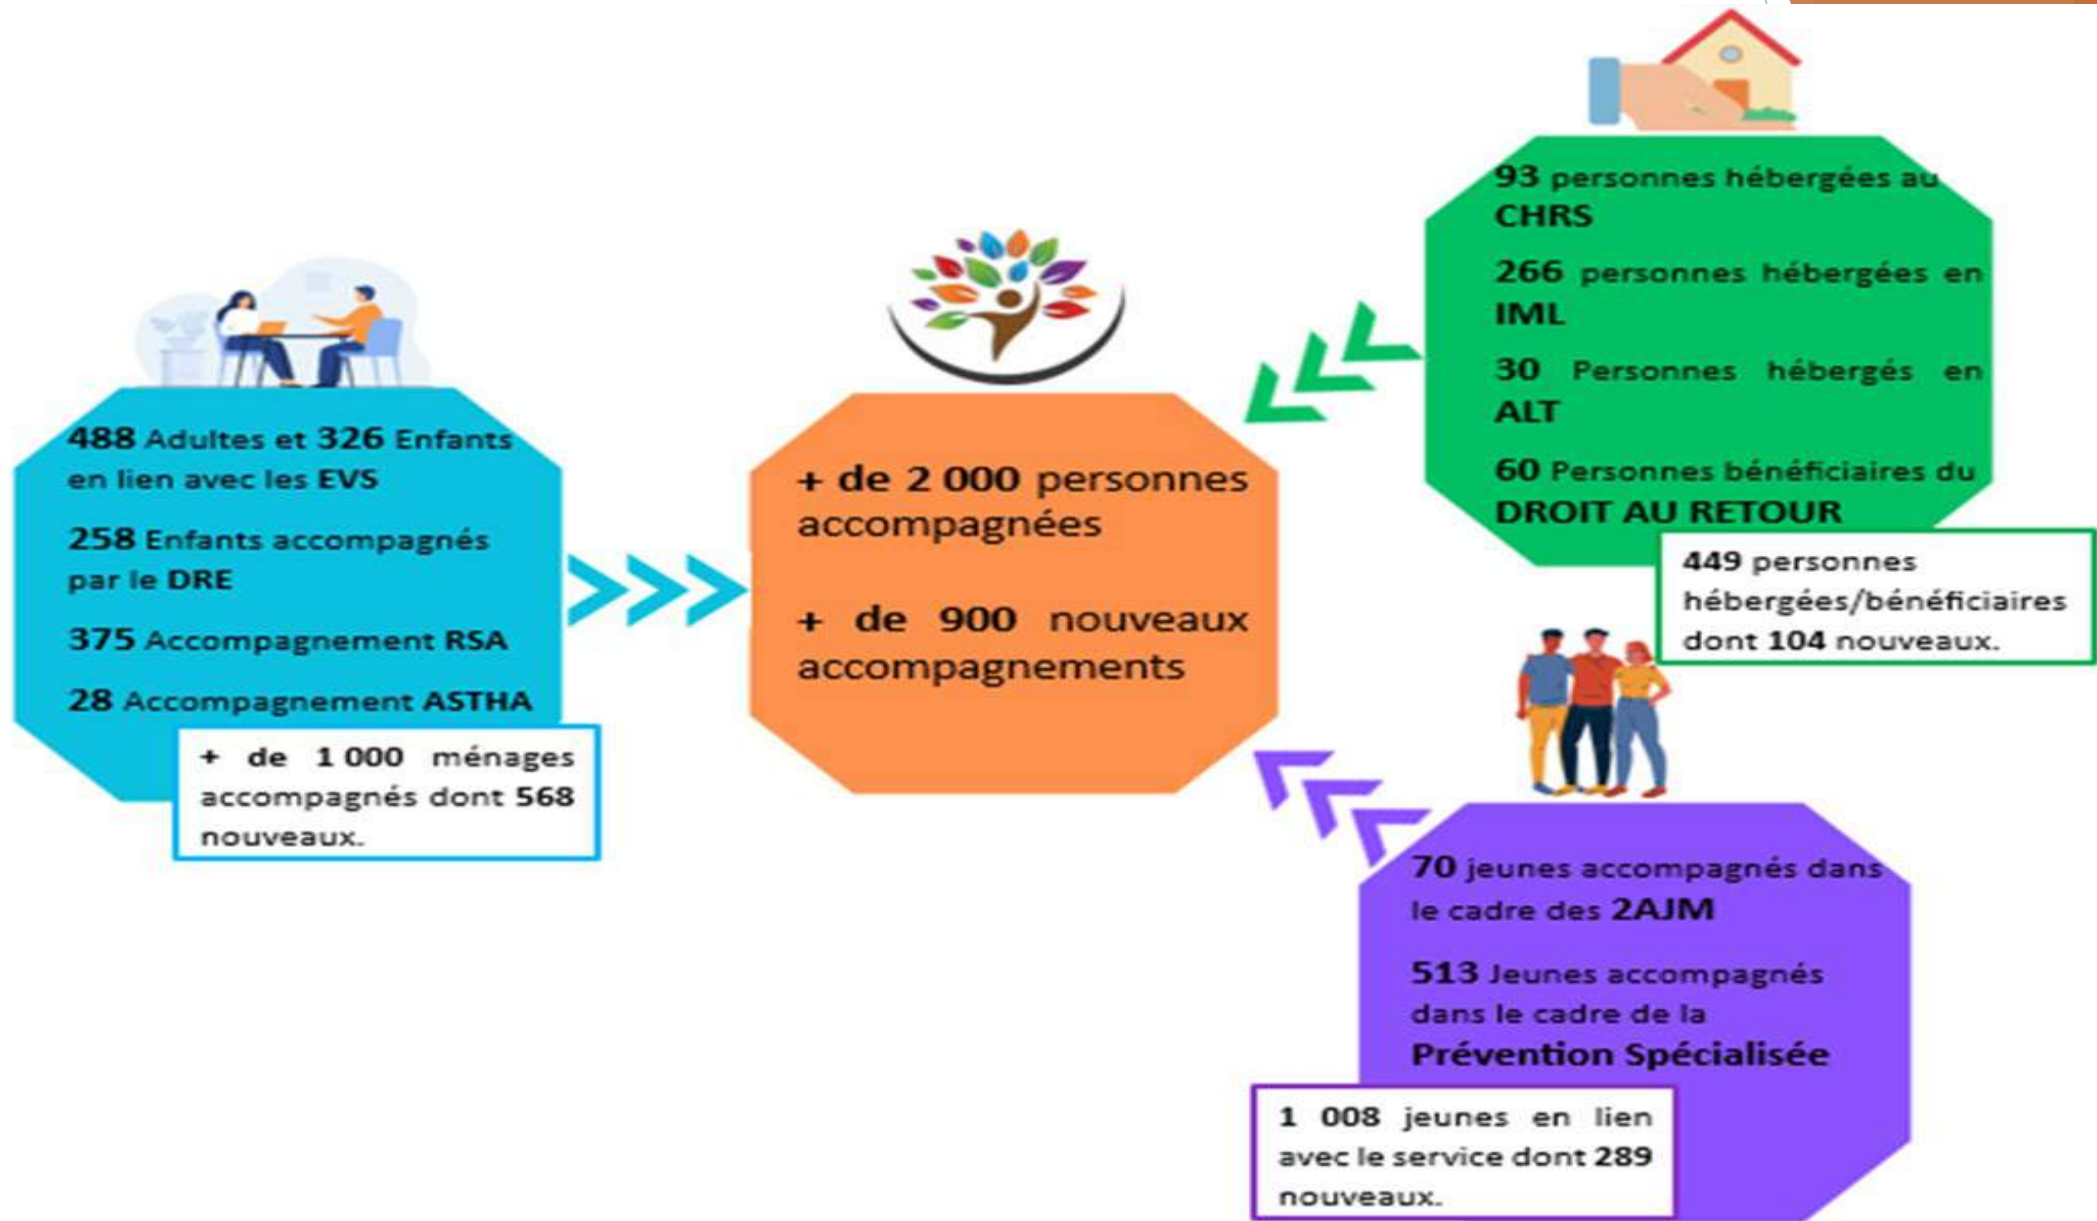 488 Adultes et 326 Enfants
en lien avec les EVS
258 Enfants accompagnés
par le DRE
375 Accompagnement RSA
28 Accompagnement ASTHA
+ de 1 000 ménages
accompagnés dont 568
nouveaux.
+ de 2 000 personnes
accompagnées
+ de 900 nouveaux
accompagnements
93 personnes hébergées au
CHRS
266 personnes hébergées en
IML
30 Personnes hébergés en
ALT
60 Personnes bénéficiaires du
DROIT AU RETOUR
449 personnes
hébergées/bénéficiaires
dont 104 nouveaux.
70 jeunes accompagnés dans
le cadre des 2AJM
513 Jeunes accompagnés
dans le cadre de la
Prévention Spécialisée
1 008 jeunes en lien
avec le service dont 289
nouveaux.